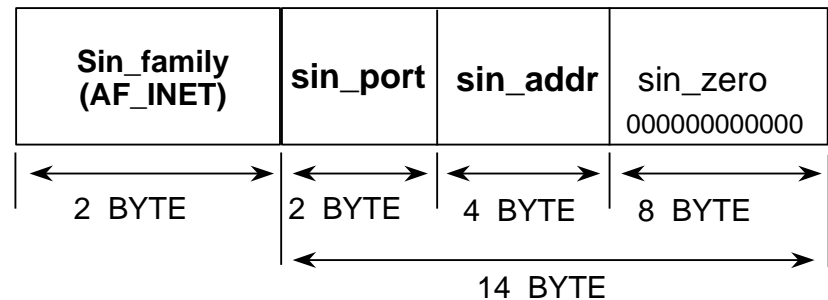 Sin_family
(AF_INET)
sin_port
sin_addr
sin_zero
000000000000
2 BYTE
2 BYTE
4 BYTE
8 BYTE
14 BYTE